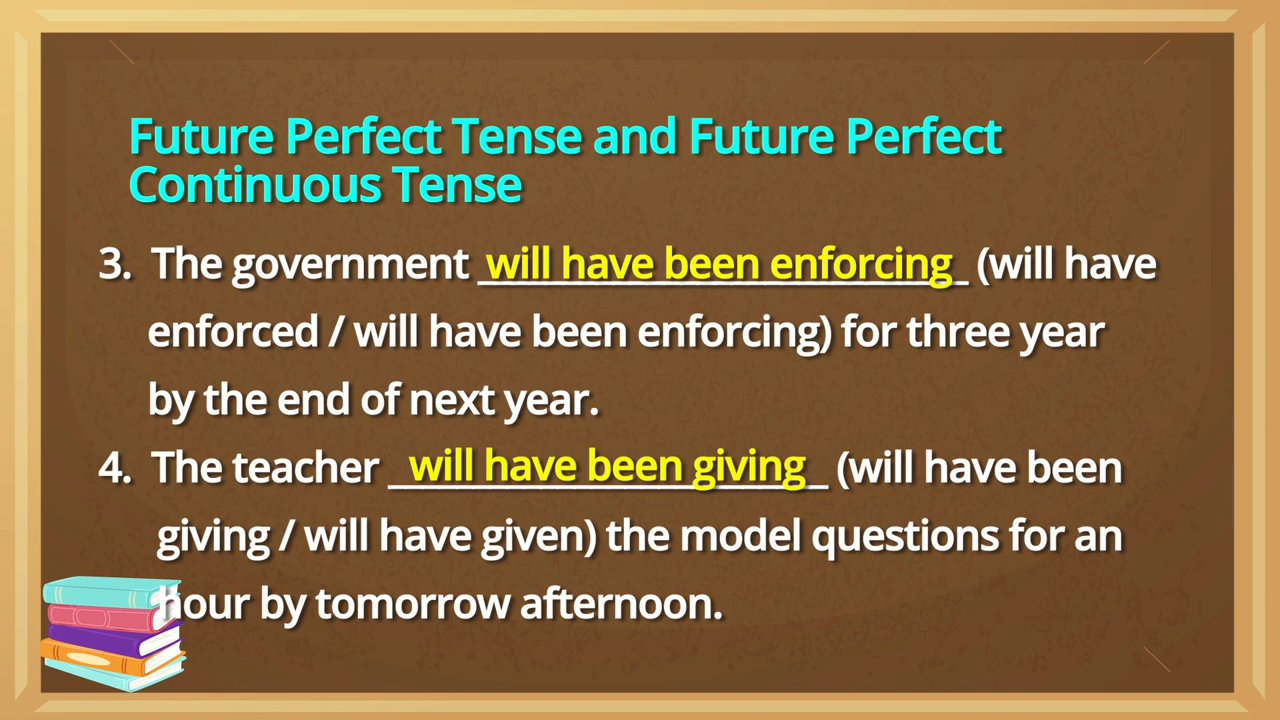 Future Perfect Tense and Future Perfect
Continuous Tense
3. The government will have been enforcing (will have
enforced / will have been enforcing) for three year
by the end of next year.
4. The teacher will have been giving (will have been
giving / will have given) the model questions for an
hour by tomorrow afternoon.